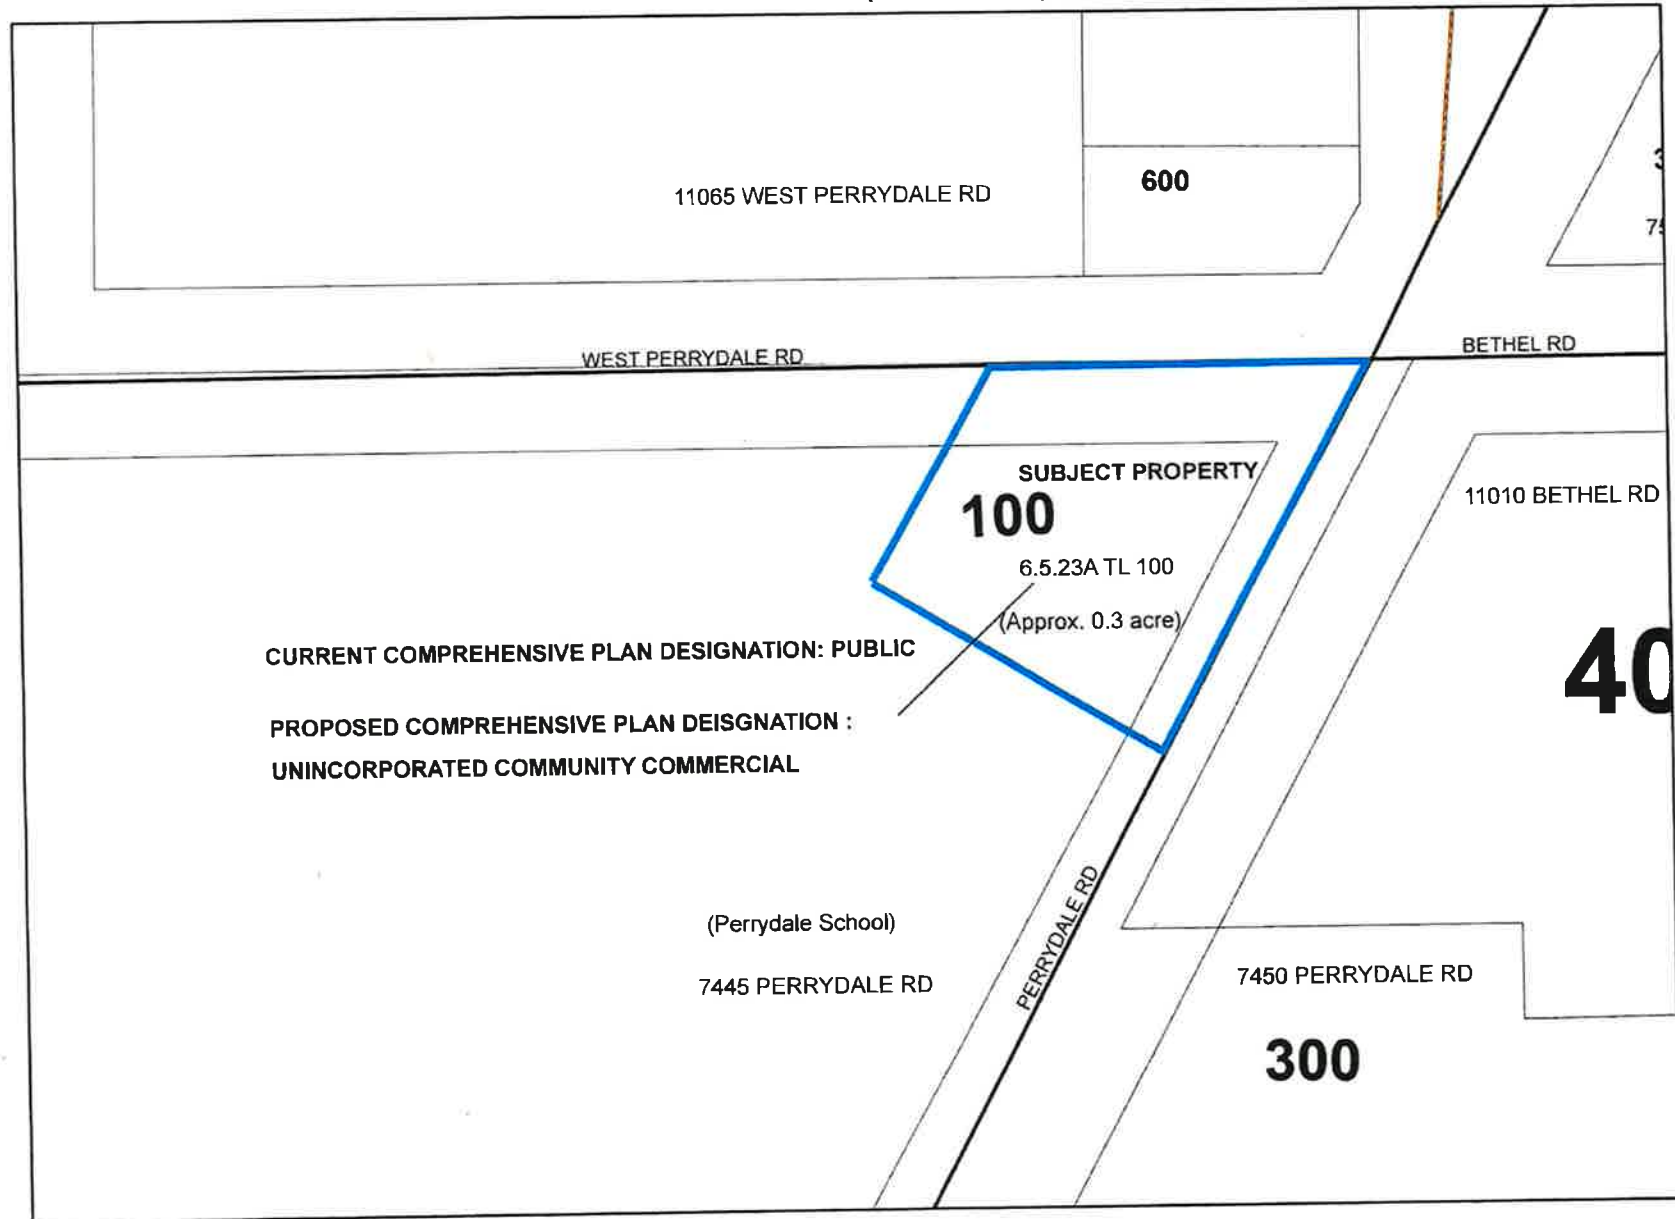 11065 WEST PERRYDALE RD
600
WEST PERRYDALE RD
BETHEL RD
SUBJECT PROPERTY
100
11010 BETHEL RD
6.5.23A TL 100
(Approx. 0.3 acre)
CURRENT COMPREHENSIVE PLAN DESIGNATION: PUBLIC
40
PROPOSED COMPREHENSIVE PLAN DEISGNATION :
UNINCORPORATED COMMUNITY COMMERCIAL
PERRYDALE RD
(Perrydale School)
7445 PERRYDALE RD
7450 PERRYDALE RD
300